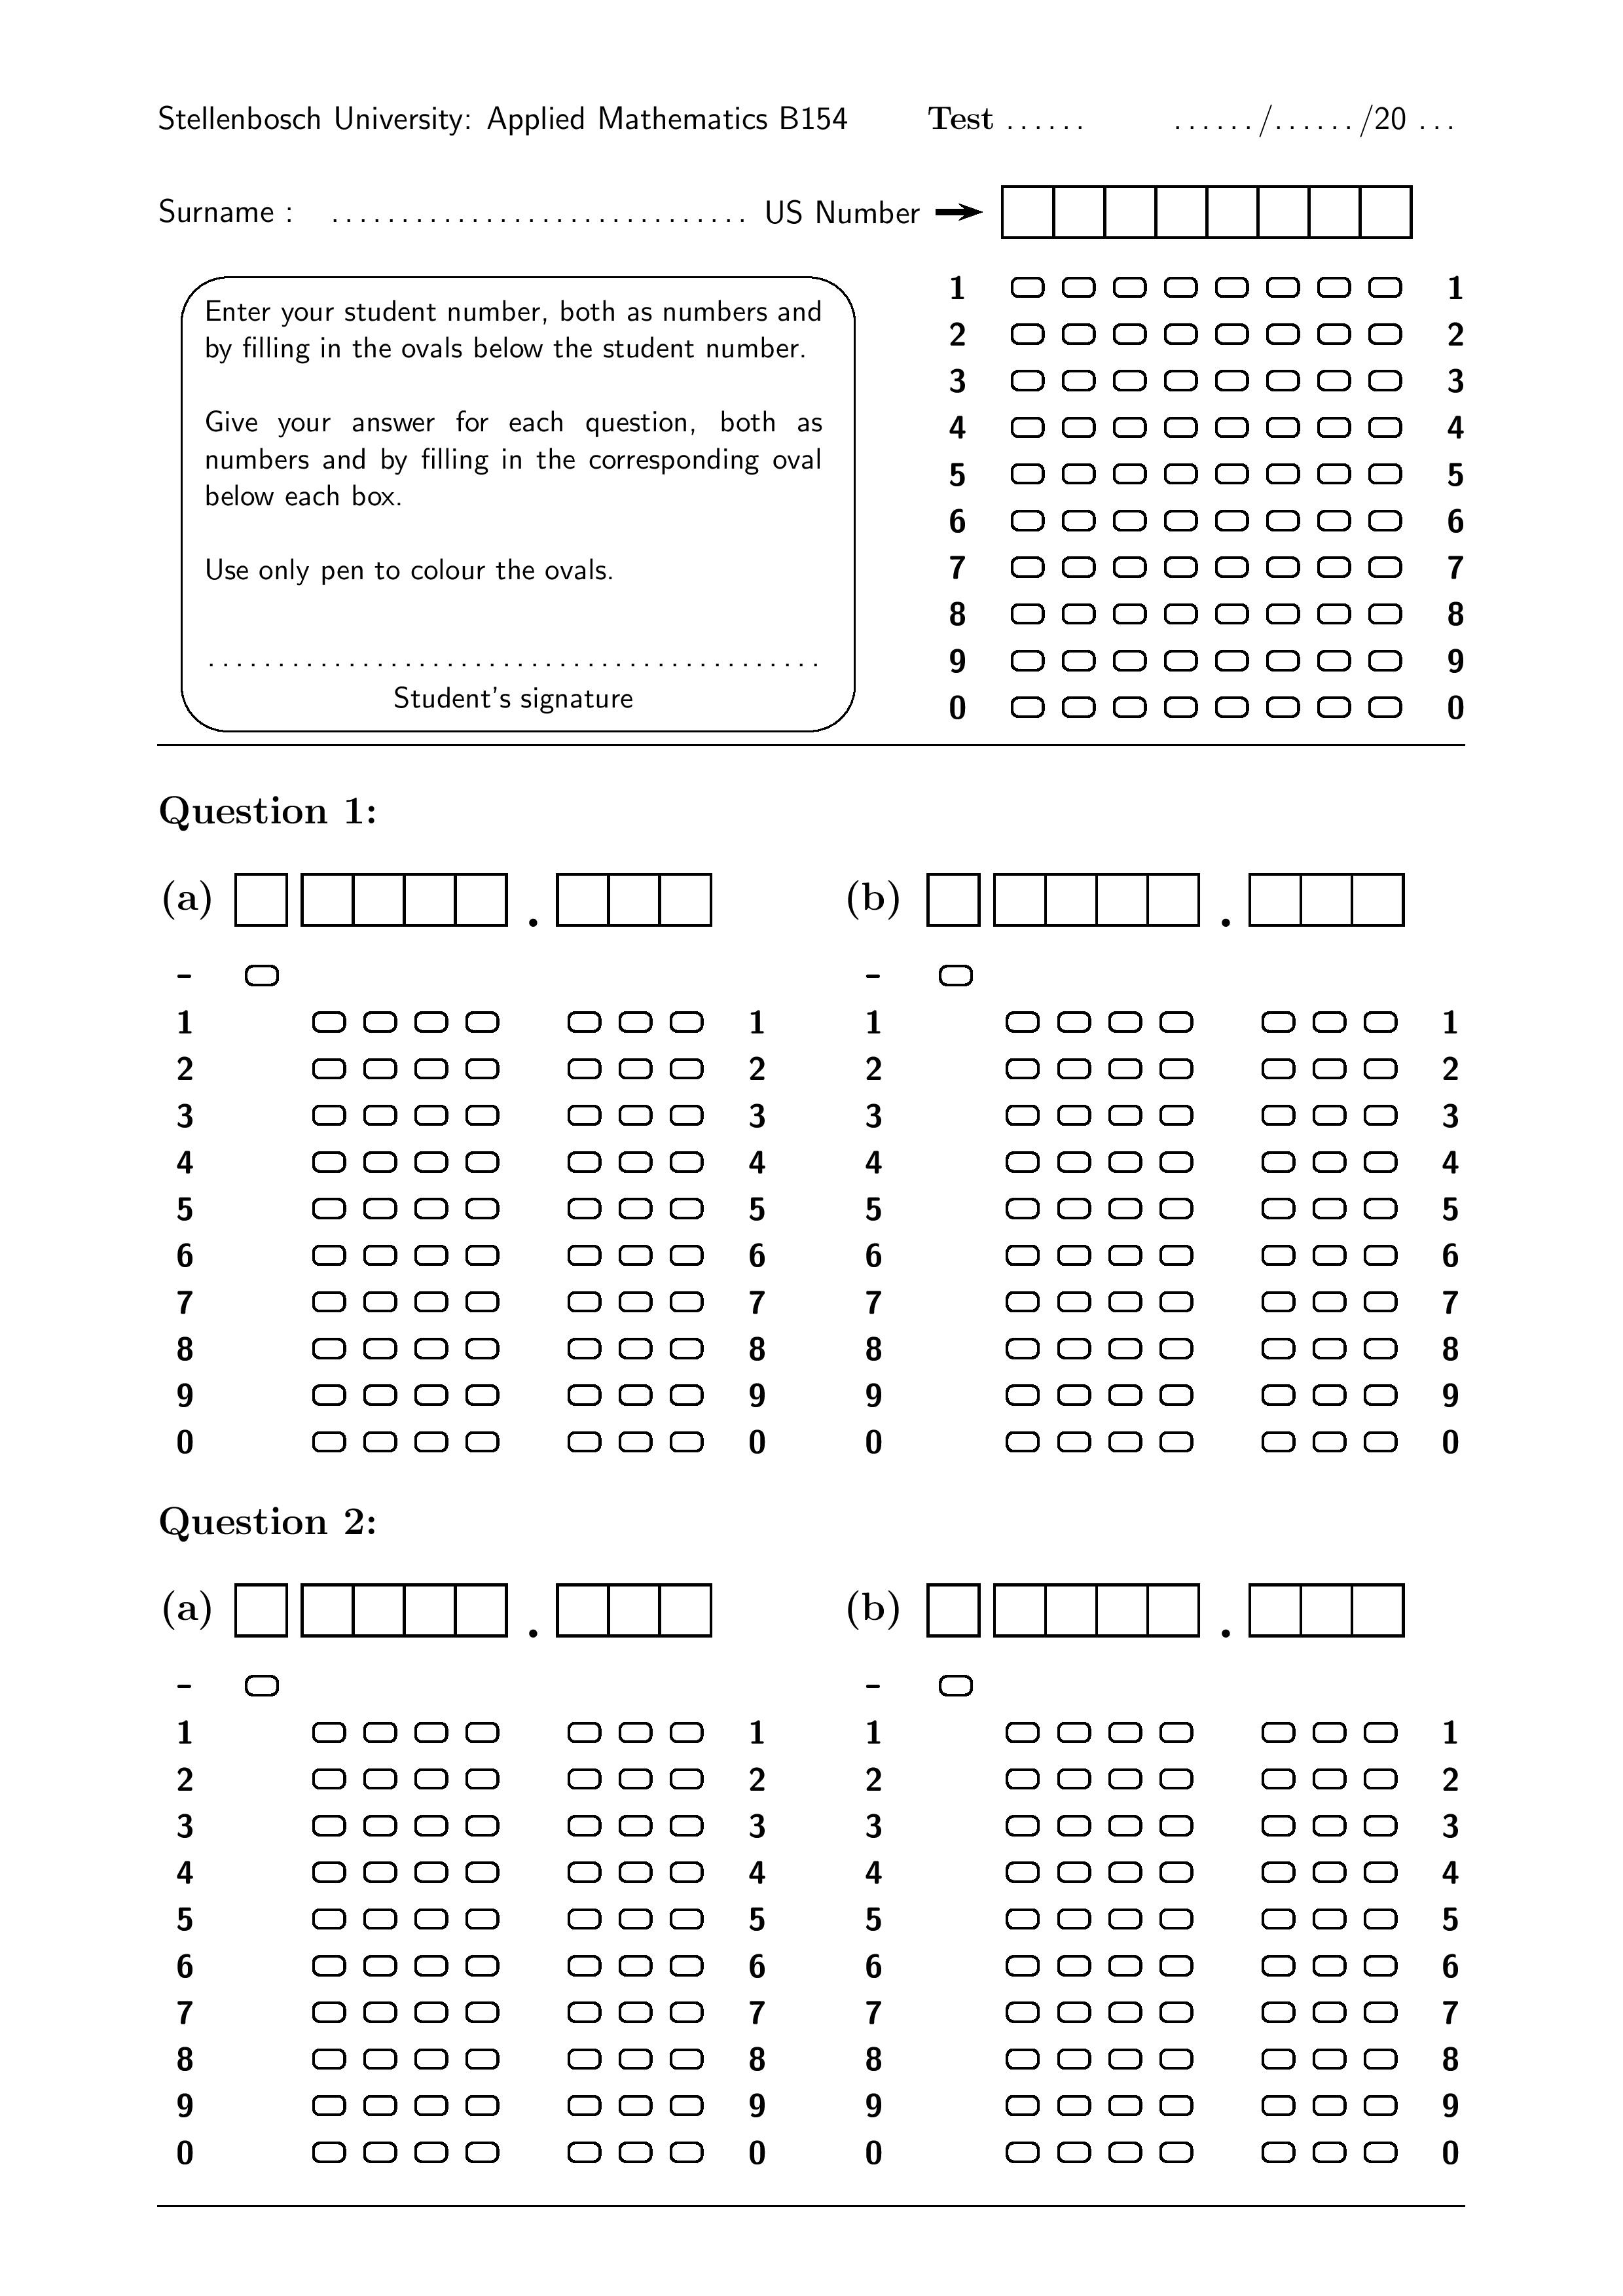 Stellenbosch University: Applied Mathematics B154 Test ...... ....../....../20 ...
Surname : .............................. US Number
Enter your student number, both as numbers and
by filling in the ovals below the student number.
Give your answer for each question, both as
numbers and by filling in the corresponding oval
below each box.
Use only pen to colour the ovals.
............................................
Student's signature
1 1
2 2
3 3
4 4
5 5
6 6
7 7
8 8
9 9
0 0
Question 1:
(a) . (b) .
- -
1 1 1 1
2 2 2 2
3 3 3 3
4 4 4 4
5 5 5 5
6 6 6 6
7 7 7 7
8 8 8 8
9 9 9 9
0 0 0 0
Question 2:
(a) . (b) .
- -
1 1 1 1
2 2 2 2
3 3 3 3
4 4 4 4
5 5 5 5
6 6 6 6
7 7 7 7
8 8 8 8
9 9 9 9
0 0 0 0